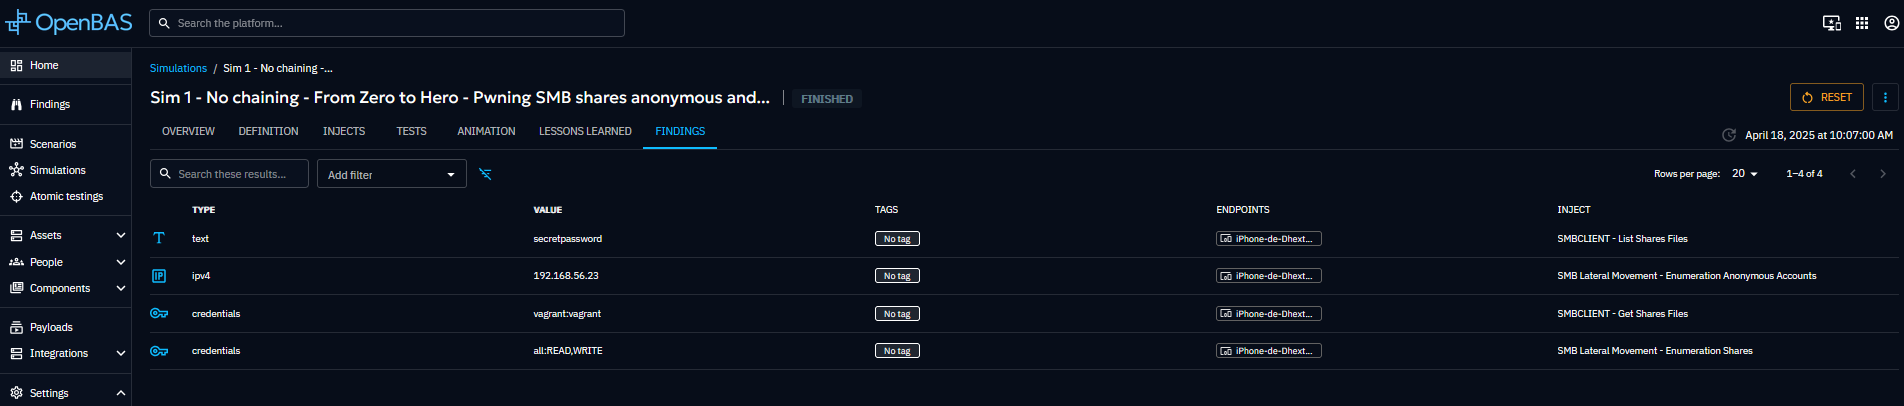 OpenBAS
Search the platform...
Home
Findings
Scenarios
Simulations
Atomic testings
Assets
People
Components
Payloads
Integrations
Settings
Simulations / Sim 1 - No chaining -...
Sim 1 - No chaining - From Zero to Hero - Pwning SMB shares anonymous and... FINISHED
RESET
OVERVIEW DEFINITION INJECTS TESTS ANIMATION LESSONS LEARNED FINDINGS
April 18, 2025 at 10:07:00 AM
Search these results... Add filter
Rows per page: 20 1–4 of 4
TYPE VALUE TAGS ENDPOINTS INJECT
T text secretpassword No tag iPhone-de-Dhext... SMBCLIENT - List Shares Files
IP ipv4 192.168.56.23 No tag iPhone-de-Dhext... SMB Lateral Movement - Enumeration Anonymous Accounts
credentials vagrant:vagrant No tag iPhone-de-Dhext... SMBCLIENT - Get Shares Files
credentials all:READ,WRITE No tag iPhone-de-Dhext... SMB Lateral Movement - Enumeration Shares